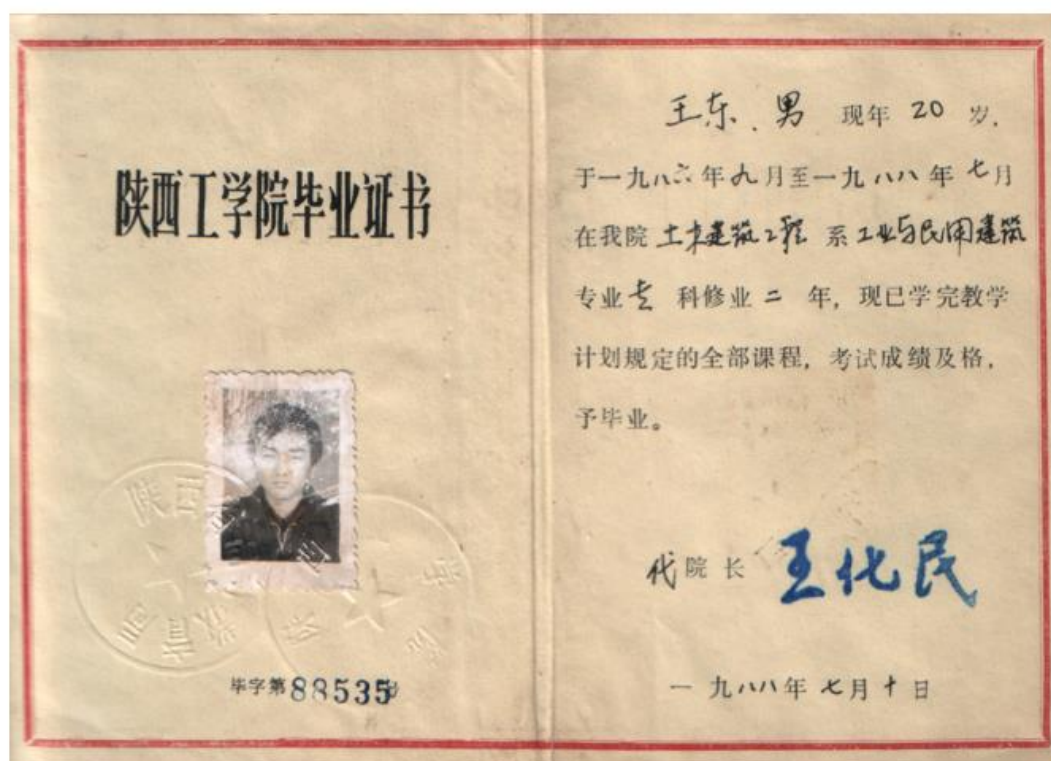 陕西工学院毕业证书
毕字第88535号
王东、男 现年 20 岁,
于一九八六年九月至一九八八年七月
在我院 土木建筑工程 系 工业与民用建筑
专业 专 科修业 二 年,现已学完教学
计划规定的全部课程,考试成绩及格,
予毕业。
代院长 王化民
一九八八年七月十日